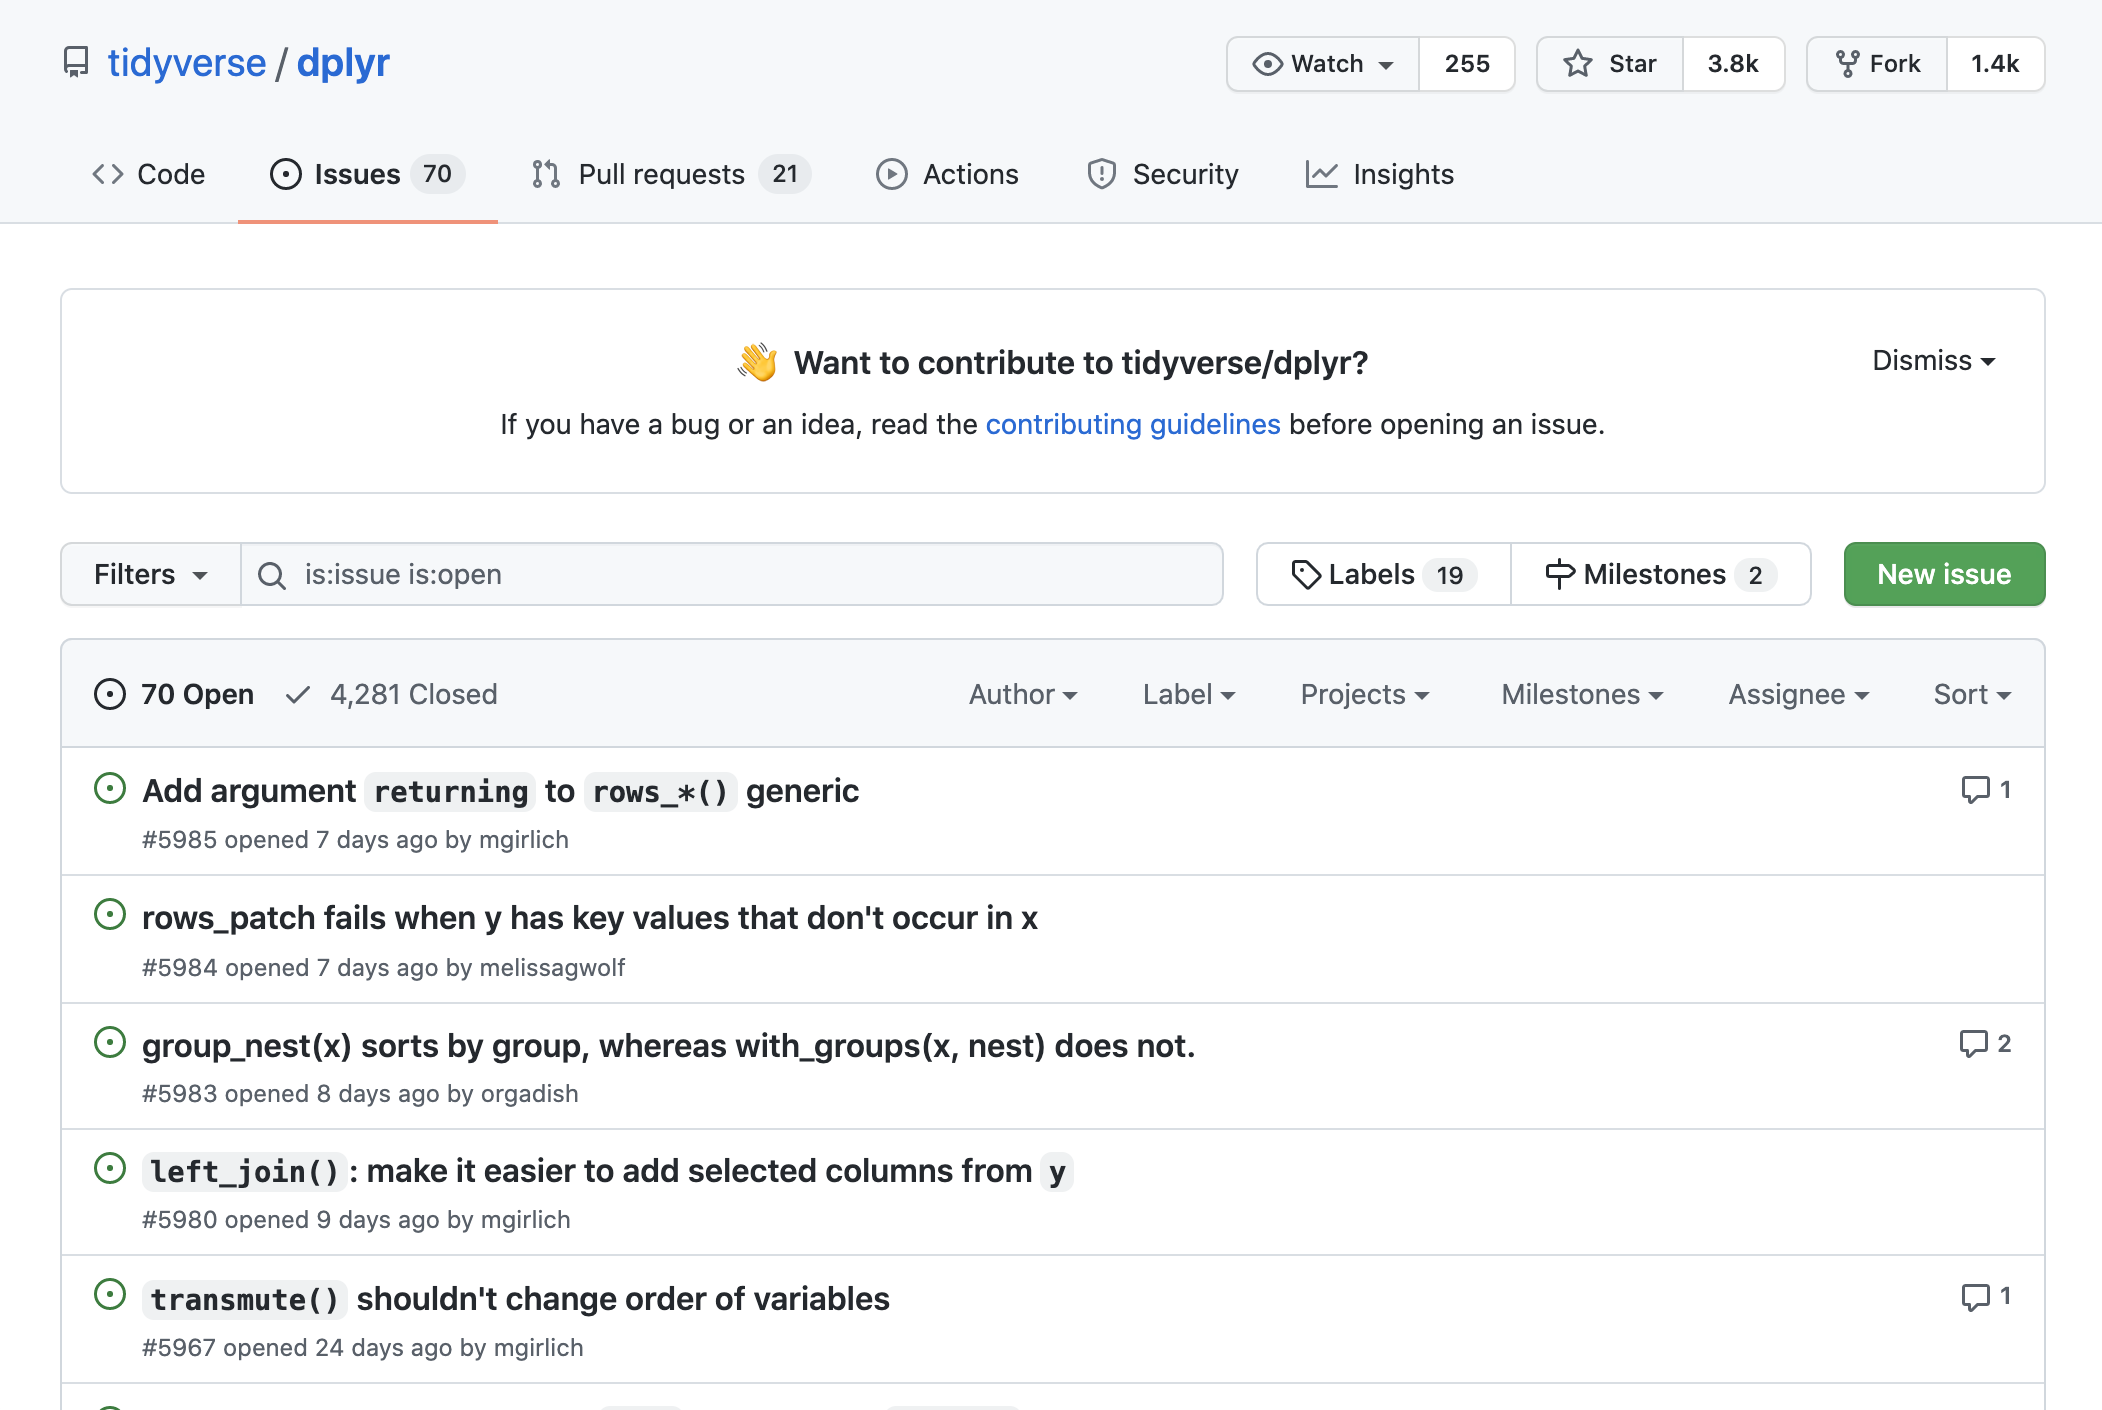 tidyverse / dplyr
Watch 255 Star 3.8k Fork 1.4k
Code Issues 70 Pull requests 21 Actions Security Insights
👋 Want to contribute to tidyverse/dplyr?
Dismiss
If you have a bug or an idea, read the contributing guidelines before opening an issue.
Filters is:issue is:open Labels 19 Milestones 2 New issue
70 Open 4,281 Closed Author Label Projects Milestones Assignee Sort
Add argument returning to rows_*() generic 1
#5985 opened 7 days ago by mgirlich
rows_patch fails when y has key values that don't occur in x
#5984 opened 7 days ago by melissagwolf
group_nest(x) sorts by group, whereas with_groups(x, nest) does not. 2
#5983 opened 8 days ago by orgadish
left_join(): make it easier to add selected columns from y
#5980 opened 9 days ago by mgirlich
transmute() shouldn't change order of variables 1
#5967 opened 24 days ago by mgirlich